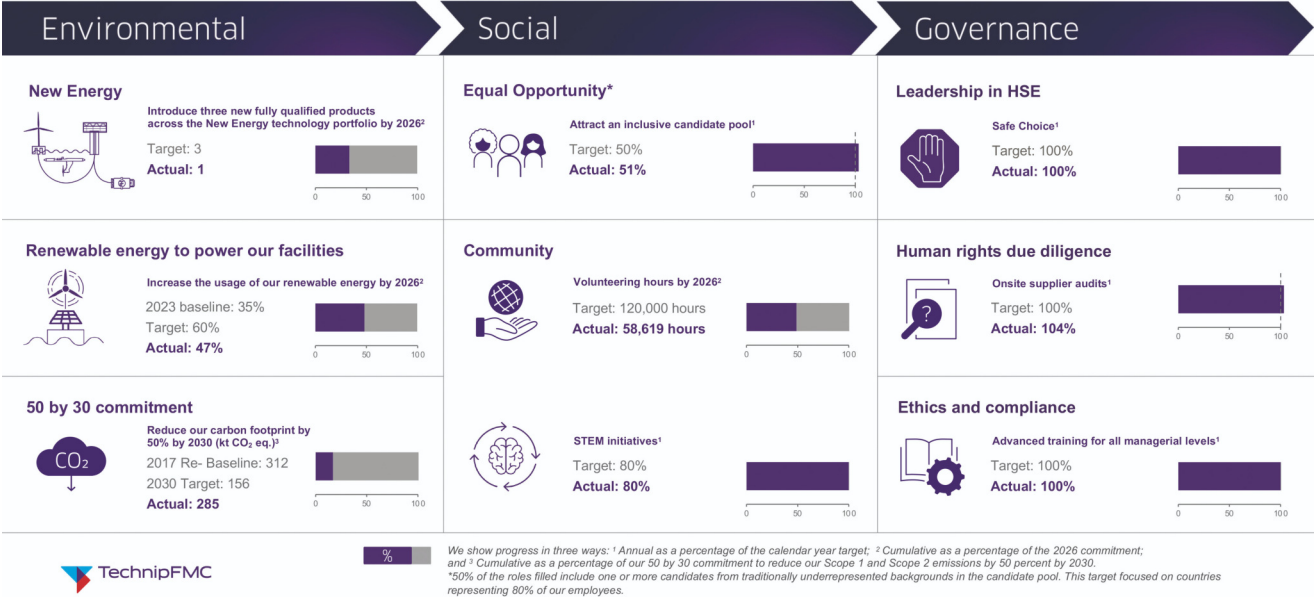 Environmental
Social
Governance
New Energy
Introduce three new fully qualified products
across the New Energy technology portfolio by 2026²
Target: 3
Actual: 1
0 50 100
Equal Opportunity*
Attract an inclusive candidate pool¹
Target: 50%
Actual: 51%
0 50 100
Leadership in HSE
Safe Choice¹
Target: 100%
Actual: 100%
0 50 100
Renewable energy to power our facilities
Increase the usage of our renewable energy by 2026²
2023 baseline: 35%
Target: 60%
Actual: 47%
0 50 100
Community
Volunteering hours by 2026²
Target: 120,000 hours
Actual: 58,619 hours
0 50 100
Human rights due diligence
?
Onsite supplier audits¹
Target: 100%
Actual: 104%
0 50 100
50 by 30 commitment
CO₂
Reduce our carbon footprint by
50% by 2030 (kt CO₂ eq.)³
2017 Re- Baseline: 312
2030 Target: 156
Actual: 285
0 50 100
STEM initiatives¹
Target: 80%
Actual: 80%
0 50 100
Ethics and compliance
Advanced training for all managerial levels¹
Target: 100%
Actual: 100%
0 50 100
TechnipFMC
%
We show progress in three ways: ¹ Annual as a percentage of the calendar year target; ² Cumulative as a percentage of the 2026 commitment;
and ³ Cumulative as a percentage of our 50 by 30 commitment to reduce our Scope 1 and Scope 2 emissions by 50 percent by 2030.
*50% of the roles filled include one or more candidates from traditionally underrepresented backgrounds in the candidate pool. This target focused on countries
representing 80% of our employees.